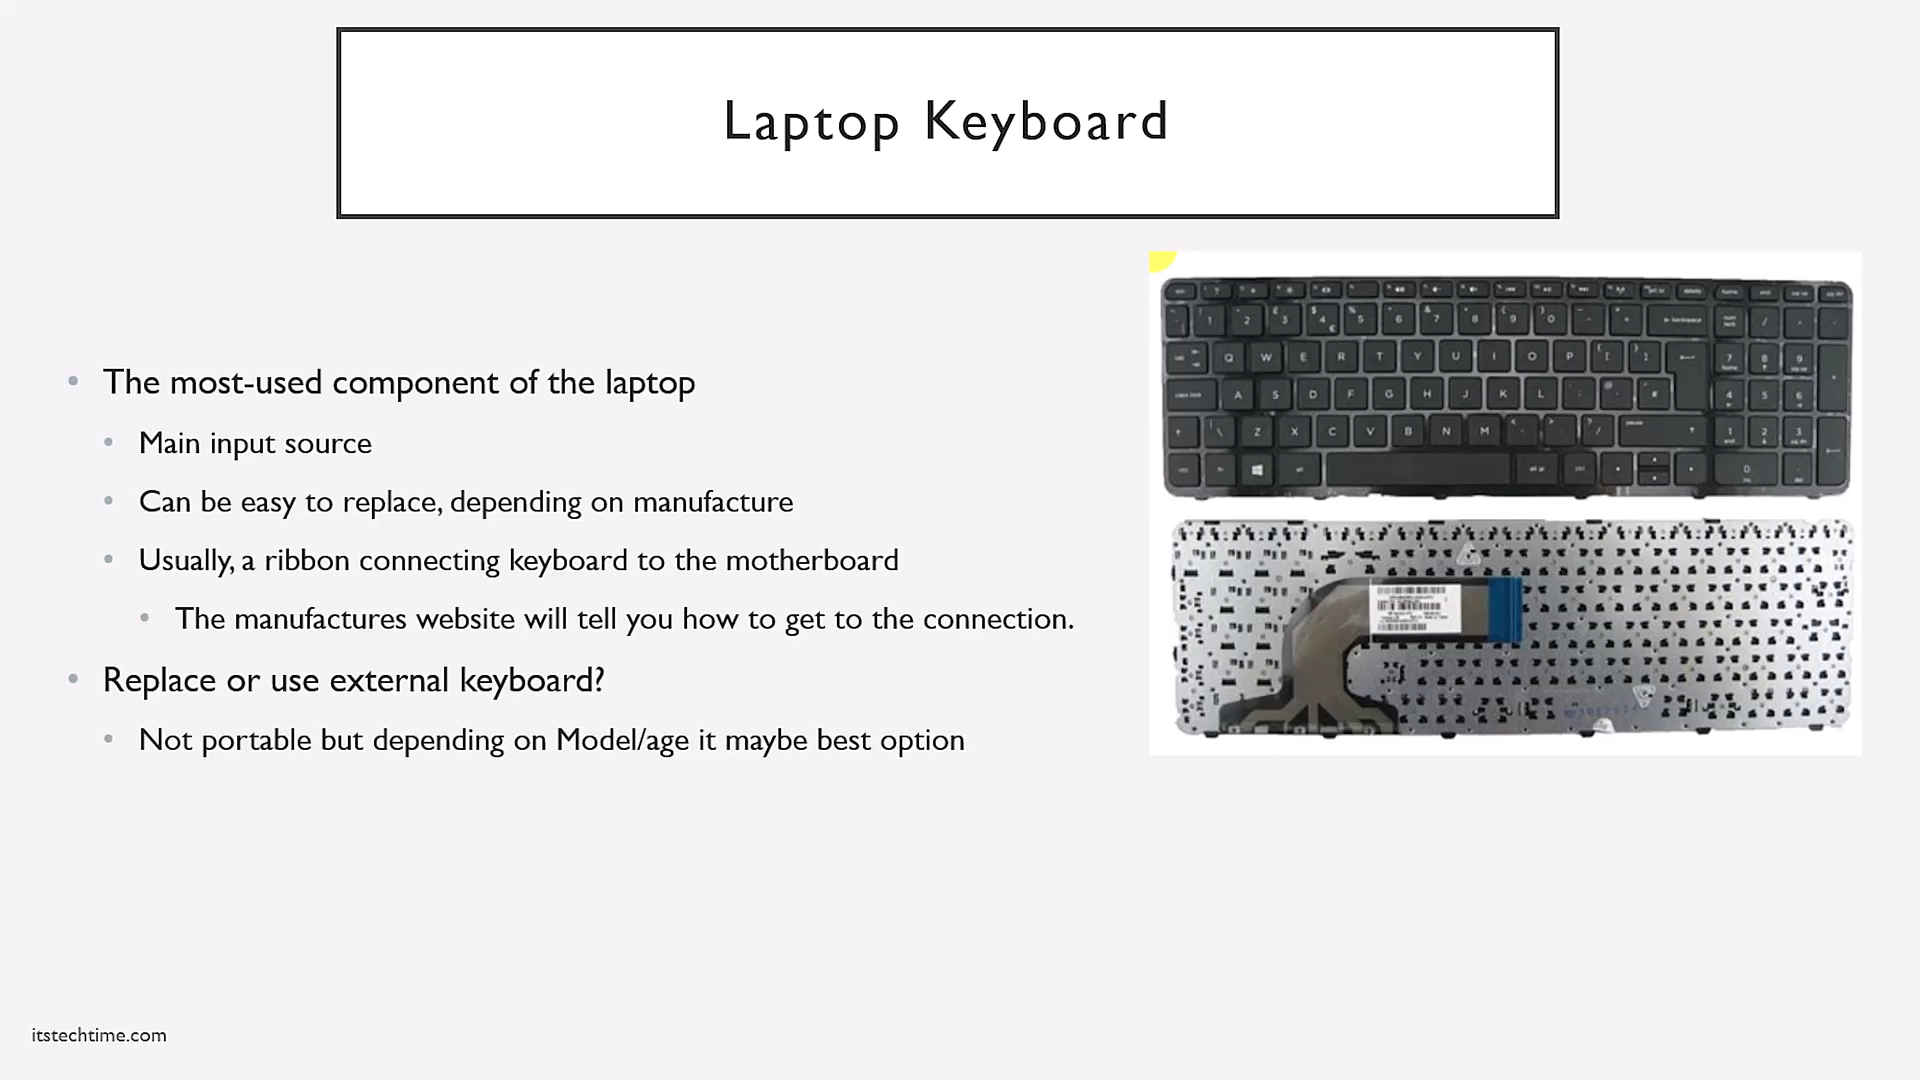 Laptop Keyboard
The most-used component of the laptop
Main input source
Can be easy to replace, depending on manufacture
Usually, a ribbon connecting keyboard to the motherboard
The manufactures website will tell you how to get to the connection.
Replace or use external keyboard?
Not portable but depending on Model/age it maybe best option
Q W E R T Y U I O P
A S D F G H J K L
Z X C V B N M
itstechtime.com